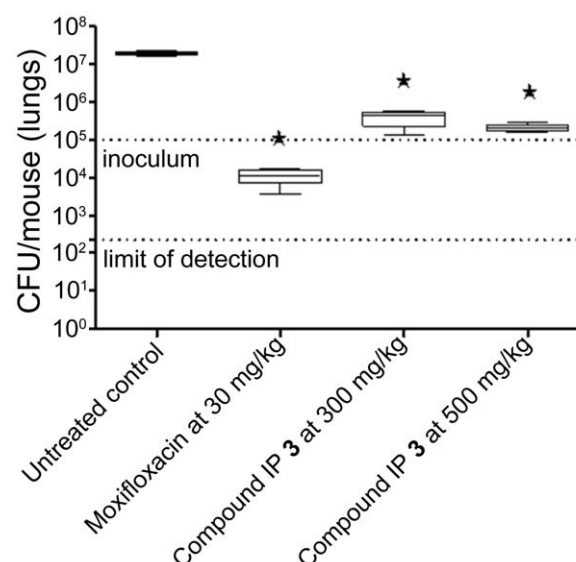 CFU/mouse (lungs)
10⁸
10⁷
10⁶
10⁵
10⁴
10³
10²
10¹
10⁰
inoculum
limit of detection
Untreated control
Moxifloxacin at 30 mg/kg
Compound IP 3 at 300 mg/kg
Compound IP 3 at 500 mg/kg